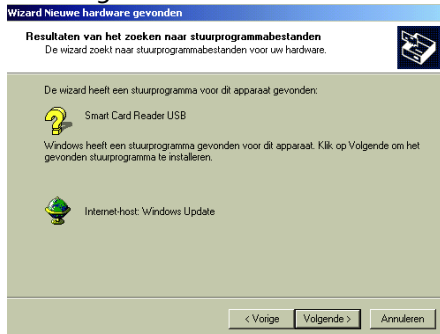 Wizard Nieuwe hardware gevonden
Resultaten van het zoeken naar stuurprogrammabestanden
De wizard zoekt naar stuurprogrammabestanden voor uw hardware.
De wizard heeft een stuurprogramma voor dit apparaat gevonden:
Smart Card Reader USB
Windows heeft een stuurprogramma gevonden voor dit apparaat. Klik op Volgende om het
gevonden stuurprogramma te installeren.
Internet-host: Windows Update
< Vorige
Volgende >
Annuleren